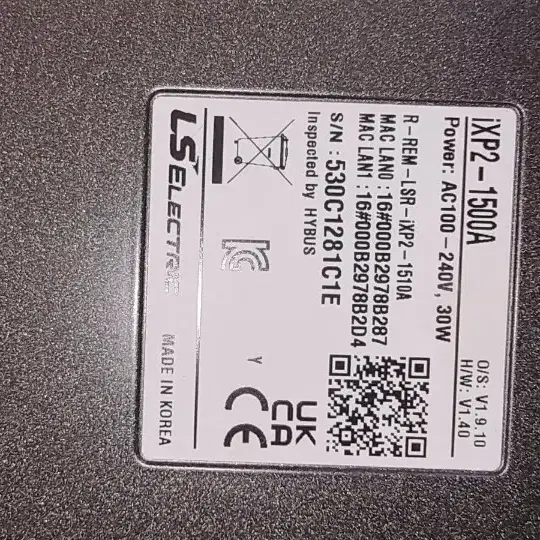 iXP2-1500A
Power: AC100-240V, 30W
O/S: V1.9.10
H/W: V1.40
R-REM-LSR-iXP2-1510A
MAC LAN0 :16#000B2978B287
MAC LAN1 :16#000B2978B2D4
S/N :530C1281C1E
Inspected by HYBUS
UK
CA
CE
Y
LS ELECTRIC
MADE IN KOREA